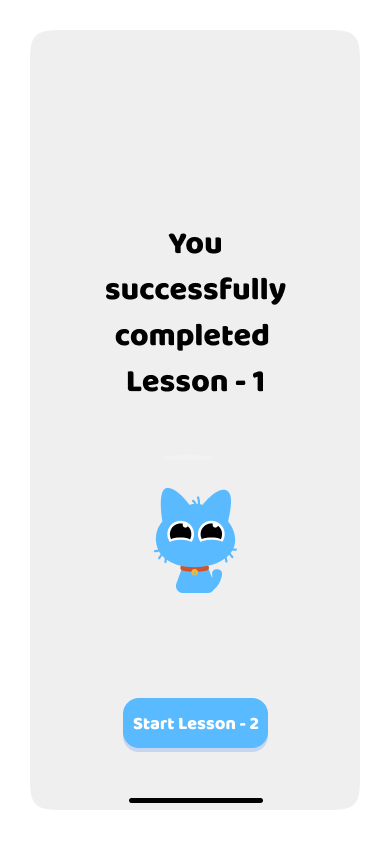 You
successfully
completed
Lesson - 1
Start Lesson - 2